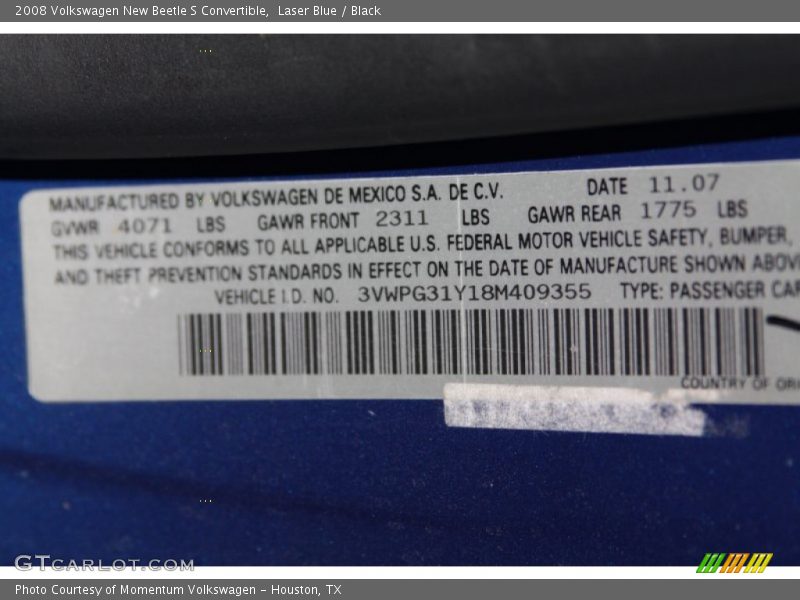 2008 Volkswagen New Beetle S Convertible,  Laser Blue / Black
MANUFACTURED BY VOLKSWAGEN DE MEXICO S.A. DE C.V. DATE 11.07
GVWR 4071 LBS GAWR FRONT 2311 LBS GAWR REAR 1775 LBS
THIS VEHICLE CONFORMS TO ALL APPLICABLE U.S. FEDERAL MOTOR VEHICLE SAFETY, BUMPER,
AND THEFT PREVENTION STANDARDS IN EFFECT ON THE DATE OF MANUFACTURE SHOWN ABOV
VEHICLE I.D. NO. 3VWPG31Y18M409355 TYPE: PASSENGER CAR
COUNTRY OF ORI
GTCARLOT.COM
Photo Courtesy of Momentum Volkswagen - Houston, TX